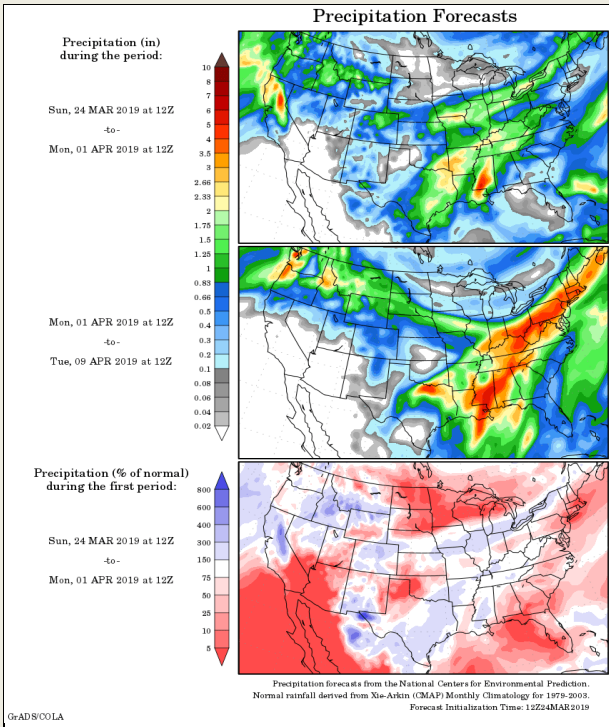 Precipitation Forecasts
Precipitation (in)
during the period:
Sun, 24 MAR 2019 at 12Z
-to-
Mon, 01 APR 2019 at 12Z
10
8
7
6
5
4
3.5
3
2.66
2.33
2
1.75
1.5
1.25
1
0.83
0.66
0.5
0.4
0.3
0.2
0.1
0.08
0.06
0.04
0.02
Mon, 01 APR 2019 at 12Z
-to-
Tue, 09 APR 2019 at 12Z
Precipitation (% of normal)
during the first period:
Sun, 24 MAR 2019 at 12Z
-to-
Mon, 01 APR 2019 at 12Z
800
600
400
300
150
75
50
25
10
5
Precipitation forecasts from the National Centers for Environmental Prediction.
Normal rainfall derived from Xie-Arkin (CMAP) Monthly Climatology for 1979-2003.
Forecast Initialization Time: 12Z24MAR2019
GrADS/COLA